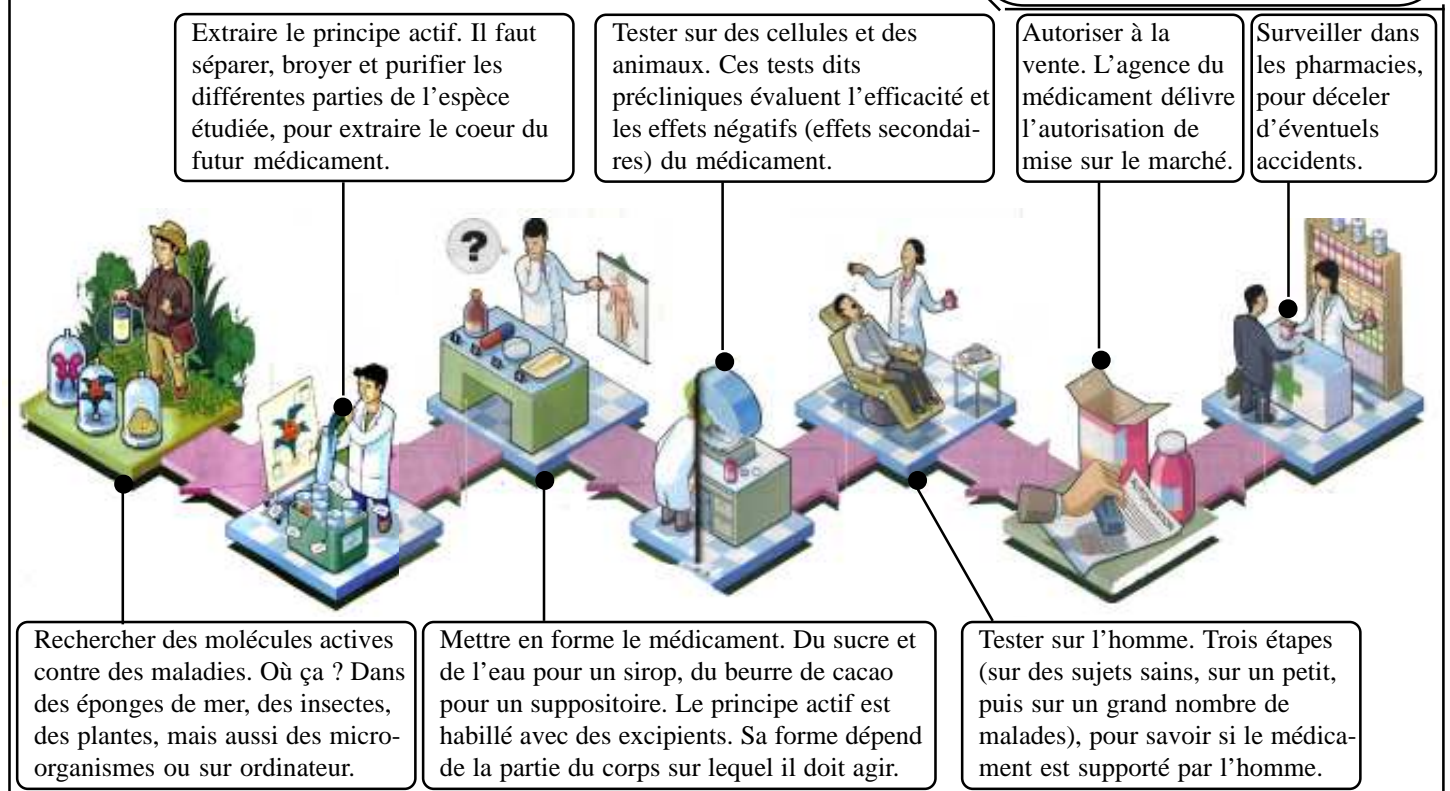 Extraire le principe actif. Il faut
séparer, broyer et purifier les
différentes parties de l’espèce
étudiée, pour extraire le coeur du
futur médicament.
Tester sur des cellules et des
animaux. Ces tests dits
précliniques évaluent l’efficacité et
les effets négatifs (effets secondai-
res) du médicament.
Autoriser à la
vente. L’agence du
médicament délivre
l’autorisation de
mise sur le marché.
Surveiller dans
les pharmacies,
pour déceler
d’éventuels
accidents.
?
AUTORISATION
Rechercher des molécules actives
contre des maladies. Où ça ? Dans
des éponges de mer, des insectes,
des plantes, mais aussi des micro-
organismes ou sur ordinateur.
Mettre en forme le médicament. Du sucre et
de l’eau pour un sirop, du beurre de cacao
pour un suppositoire. Le principe actif est
habillé avec des excipients. Sa forme dépend
de la partie du corps sur lequel il doit agir.
Tester sur l’homme. Trois étapes
(sur des sujets sains, sur un petit,
puis sur un grand nombre de
malades), pour savoir si le médica-
ment est supporté par l’homme.